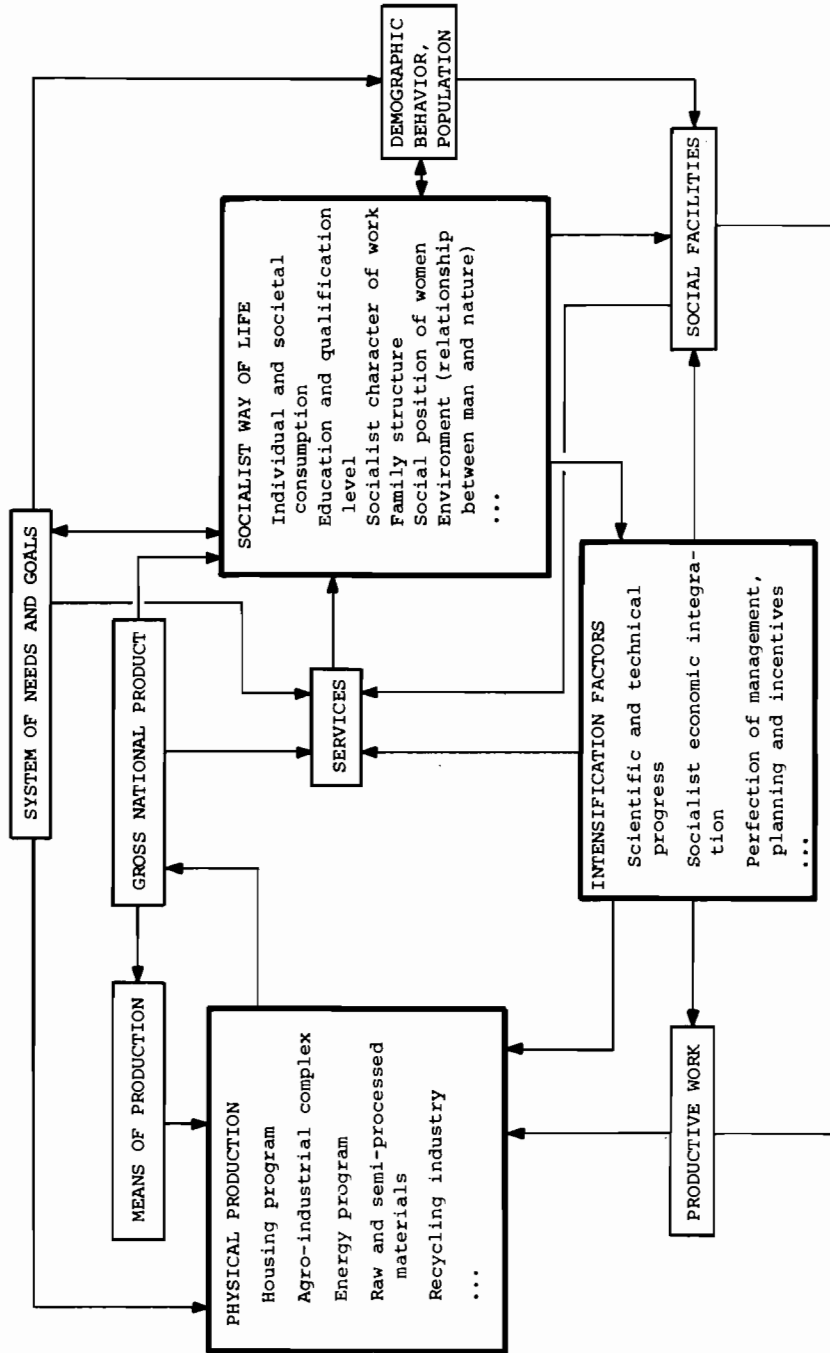 SYSTEM OF NEEDS AND GOALS
MEANS OF PRODUCTION
GROSS NATIONAL PRODUCT
PHYSICAL PRODUCTION
Housing program
Agro-industrial complex
Energy program
Raw and semi-processed
materials
Recycling industry
...
SERVICES
SOCIALIST WAY OF LIFE
Individual and societal
consumption
Education and qualification
level
Socialist character of work
Family structure
Social position of women
Environment (relationship
between man and nature)
...
DEMOGRAPHIC
BEHAVIOR,
POPULATION
PRODUCTIVE WORK
INTENSIFICATION FACTORS
Scientific and technical
progress
Socialist economic integra-
tion
Perfection of management,
planning and incentives
...
SOCIAL FACILITIES